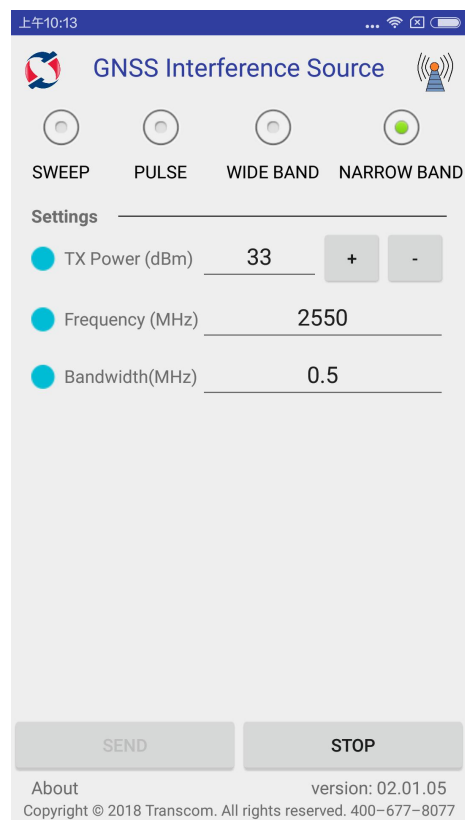 上午10:13
...
GNSS Interference Source
SWEEP PULSE WIDE BAND NARROW BAND
Settings
TX Power (dBm) 33 + -
Frequency (MHz) 2550
Bandwidth(MHz) 0.5
SEND STOP
About version: 02.01.05
Copyright © 2018 Transcom. All rights reserved. 400-677-8077